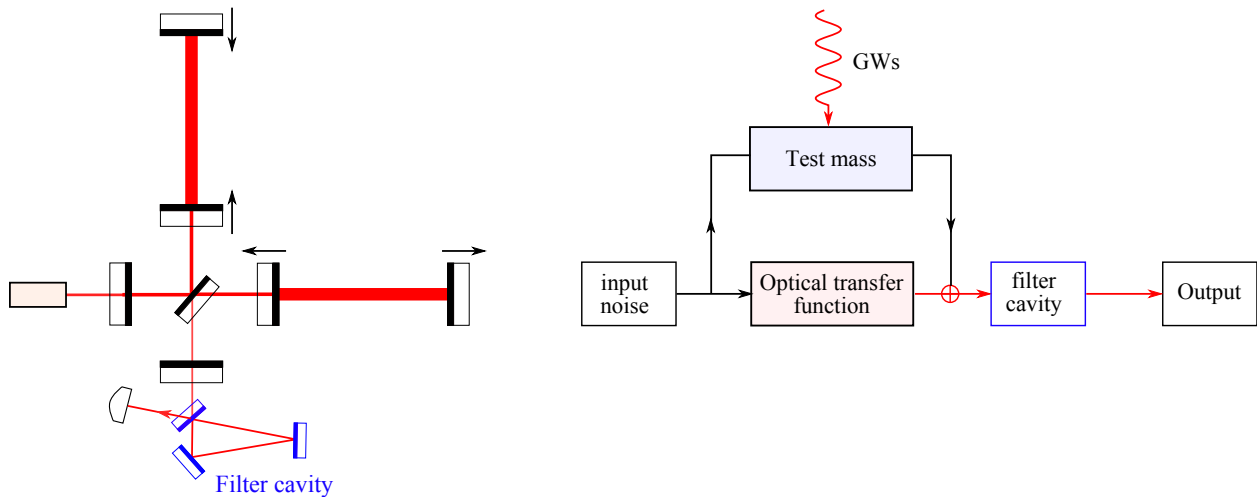 Filter cavity
GWs
Test mass
input
noise
Optical transfer
function
filter
cavity
Output